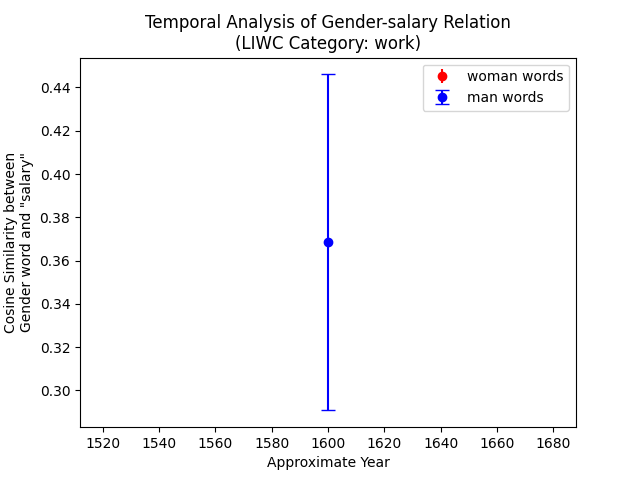 Temporal Analysis of Gender-salary Relation
(LIWC Category: work)
woman words
man words
Cosine Similarity between
Gender word and "salary"
0.44
0.42
0.40
0.38
0.36
0.34
0.32
0.30
1520 1540 1560 1580 1600 1620 1640 1660 1680
Approximate Year